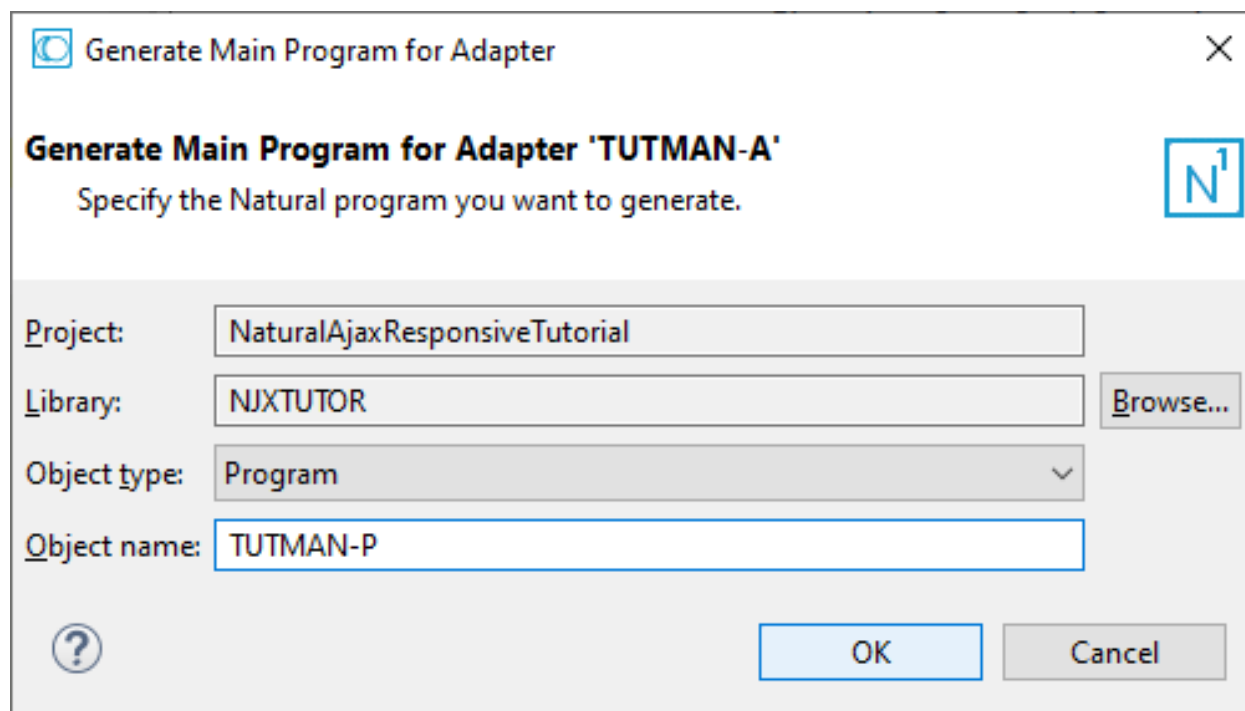 Generate Main Program for Adapter
Generate Main Program for Adapter 'TUTMAN-A'
Specify the Natural program you want to generate.
N1
Project: NaturalAjaxResponsiveTutorial
Library: NJXTUTOR Browse...
Object type: Program
Object name: TUTMAN-P
? OK Cancel